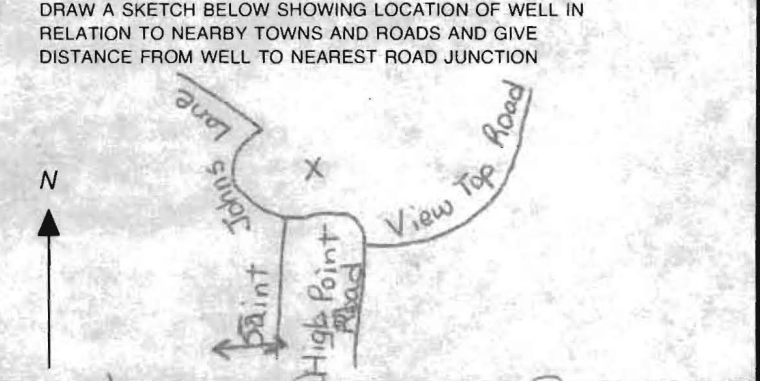 DRAW A SKETCH BELOW SHOWING LOCATION OF WELL IN
RELATION TO NEARBY TOWNS AND ROADS AND GIVE
DISTANCE FROM WELL TO NEAREST ROAD JUNCTION
Lane
Johns
Saint
N
X
View Top Road
High Point
Road